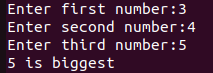 Enter first number:3
Enter second number:4
Enter third number:5
5 is biggest